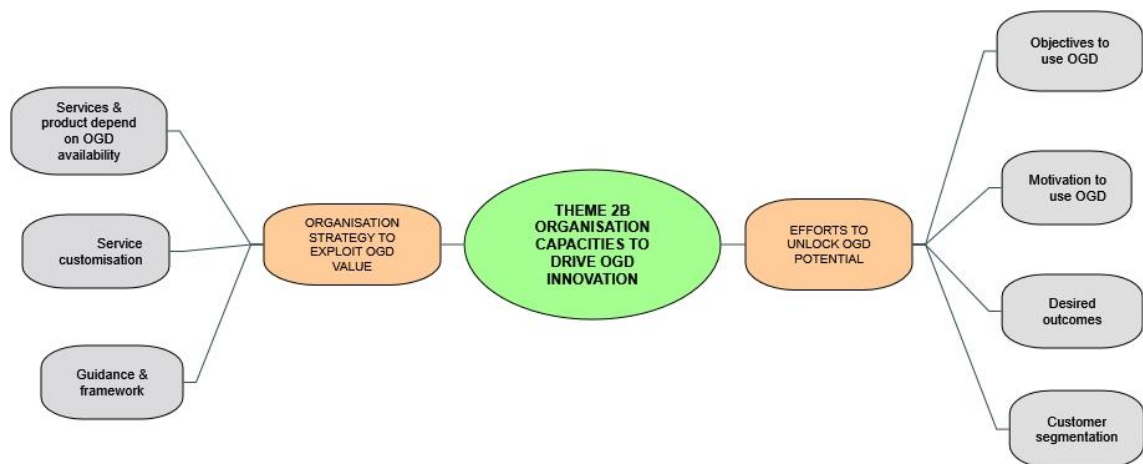 Services &
product depend
on OGD
availability
Service
customisation
Guidance &
framework
ORGANISATION
STRATEGY TO
EXPLOIT OGD
VALUE
THEME 2B
ORGANISATION
CAPACITIES TO
DRIVE OGD
INNOVATION
EFFORTS TO
UNLOCK OGD
POTENTIAL
Objectives to
use OGD
Motivation to
use OGD
Desired
outcomes
Customer
segmentation